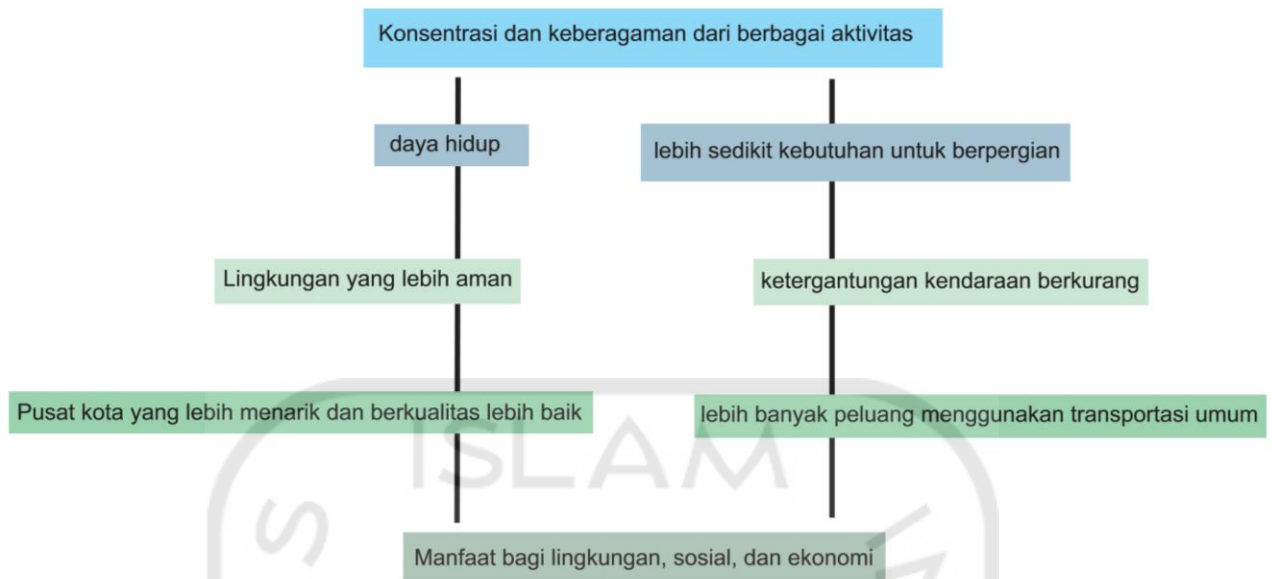 Konsentrasi dan keberagaman dari berbagai aktivitas
daya hidup
lebih sedikit kebutuhan untuk berpergian
Lingkungan yang lebih aman
ketergantungan kendaraan berkurang
Pusat kota yang lebih menarik dan berkualitas lebih baik
lebih banyak peluang menggunakan transportasi umum
ISLAM
Manfaat bagi lingkungan, sosial, dan ekonomi